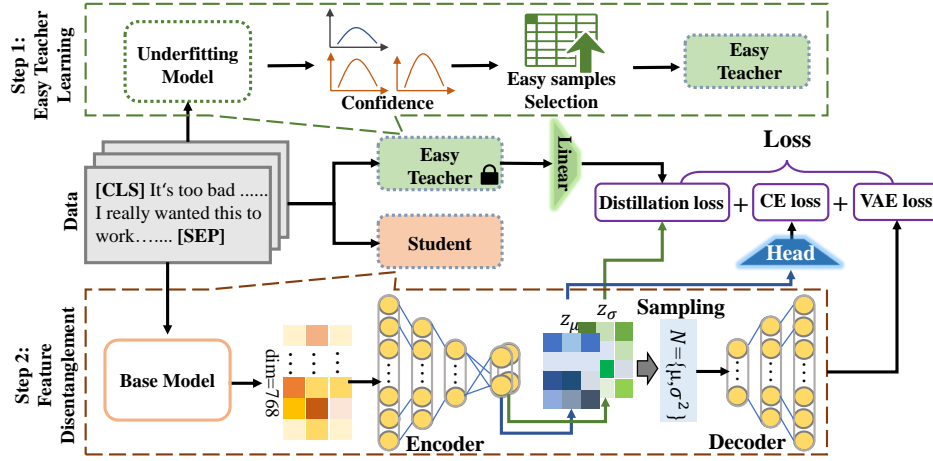 Step 1:
Easy Teacher
Learning
Underfitting
Model
Confidence
Easy samples
Selection
Easy
Teacher
Data
[CLS] It's too bad ......
I really wanted this to
work….... [SEP]
Easy
Teacher
Linear
Student
Loss
Distillation loss
+
CE loss
+
VAE loss
Head
Step 2:
Feature
Disentanglement
Base Model
dim=768
Encoder
z_μ
z_σ
Sampling
N={μ,σ²}
Decoder